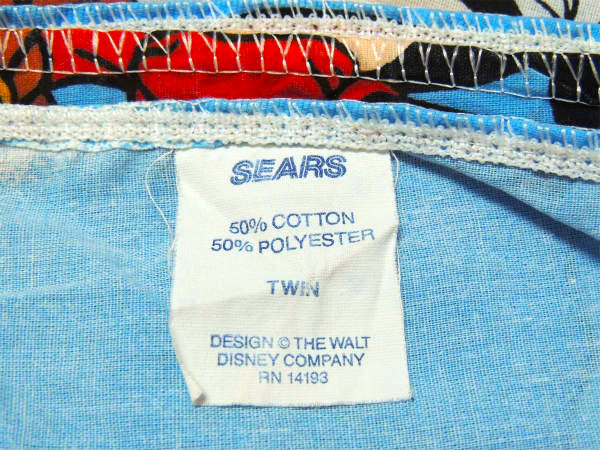 SEARS
50% COTTON
50% POLYESTER
TWIN
DESIGN © THE WALT
DISNEY COMPANY
RN 14193